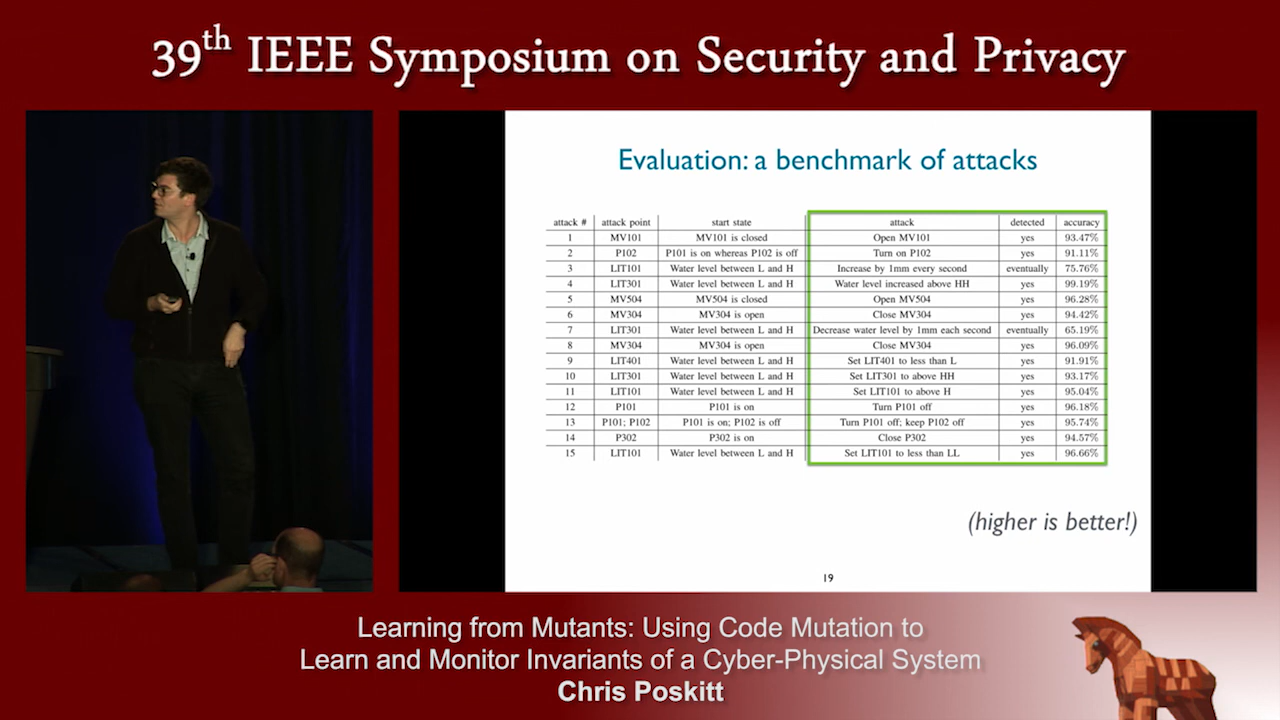 39th IEEE Symposium on Security and Privacy
Evaluation: a benchmark of attacks
attack # attack point start state attack detected accuracy
1 MV101 MV101 is closed Open MV101 yes 93.47%
2 P102 P101 is on whereas P102 is off Turn on P102 yes 91.11%
3 LIT101 Water level between L and H Increase by 1mm every second eventually 75.76%
4 LIT301 Water level between L and H Water level increased above HH yes 99.19%
5 MV504 MV504 is closed Open MV504 yes 96.28%
6 MV304 MV304 is open Close MV304 yes 94.42%
7 LIT301 Water level between L and H Decrease water level by 1mm each second eventually 65.19%
8 MV304 MV304 is open Close MV304 yes 96.09%
9 LIT401 Water level between L and H Set LIT401 to less than L yes 91.91%
10 LIT301 Water level between L and H Set LIT301 to above HH yes 93.17%
11 LIT101 Water level between L and H Set LIT101 to above H yes 95.04%
12 P101 P101 is on Turn P101 off yes 96.18%
13 P101; P102 P101 is on; P102 is off Turn P101 off; keep P102 off yes 95.74%
14 P302 P302 is on Close P302 yes 94.57%
15 LIT101 Water level between L and H Set LIT101 to less than LL yes 96.66%
(higher is better!)
19
Learning from Mutants: Using Code Mutation to
Learn and Monitor Invariants of a Cyber-Physical System
Chris Poskitt